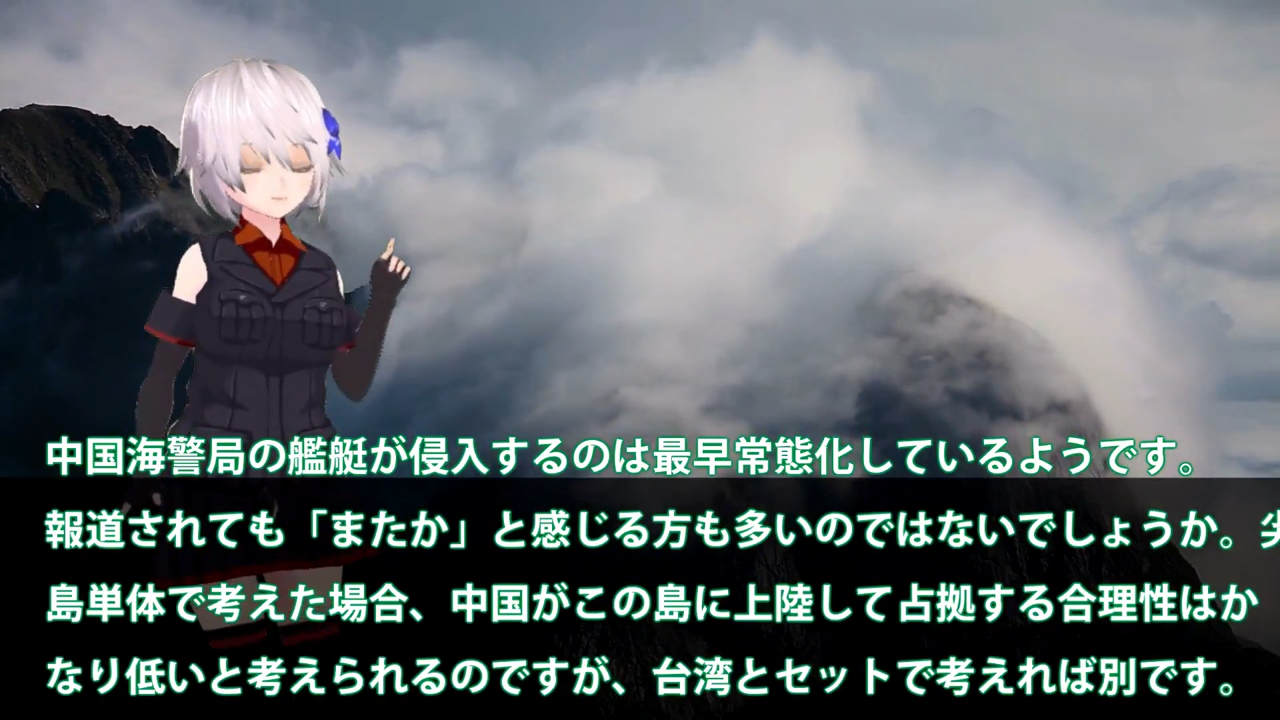 中国海警局の艦艇が侵入するのは最早常態化しているようです。
報道されても「またか」と感じる方も多いのではないでしょうか。尖
島単体で考えた場合、中国がこの島に上陸して占拠する合理性はか
なり低いと考えられるのですが、台湾とセットで考えれば別です。